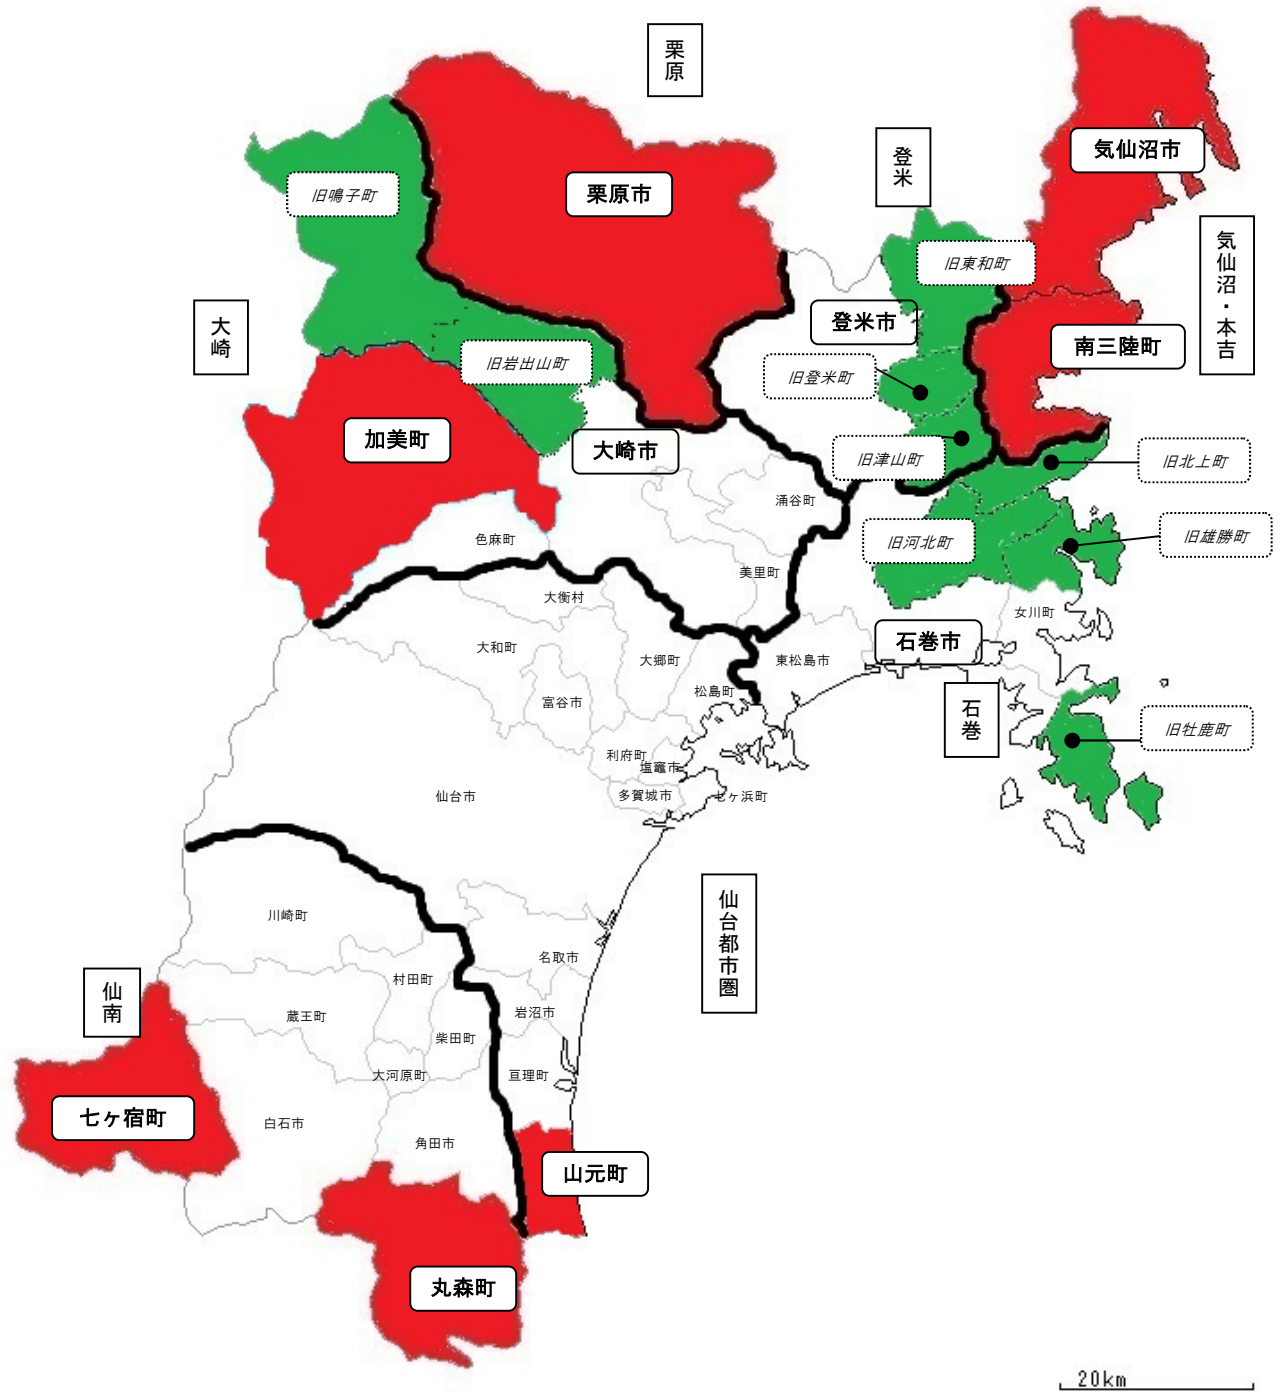 栗原
気仙沼市
登米
栗原市
旧鳴子町
気仙沼・本吉
旧東和町
大崎
登米市
南三陸町
旧岩出山町
旧登米町
加美町
大崎市
旧津山町
旧北上町
涌谷町
旧雄勝町
色麻町
旧河北町
美里町
大衡村
女川町
大和町
大郷町
東松島市
石巻市
松島町
富谷市
石巻
旧牡鹿町
利府町
塩竈市
仙台市
多賀城市
七ヶ浜町
川崎町
仙台都市圏
名取市
村田町
仙南
蔵王町
岩沼市
柴田町
大河原町
亘理町
七ヶ宿町
白石市
角田市
山元町
丸森町
20km